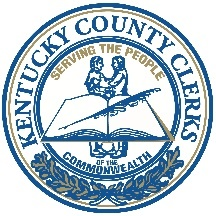 KENTUCKY COUNTY CLERKS
SERVING THE PEOPLE
OF THE
COMMONWEALTH